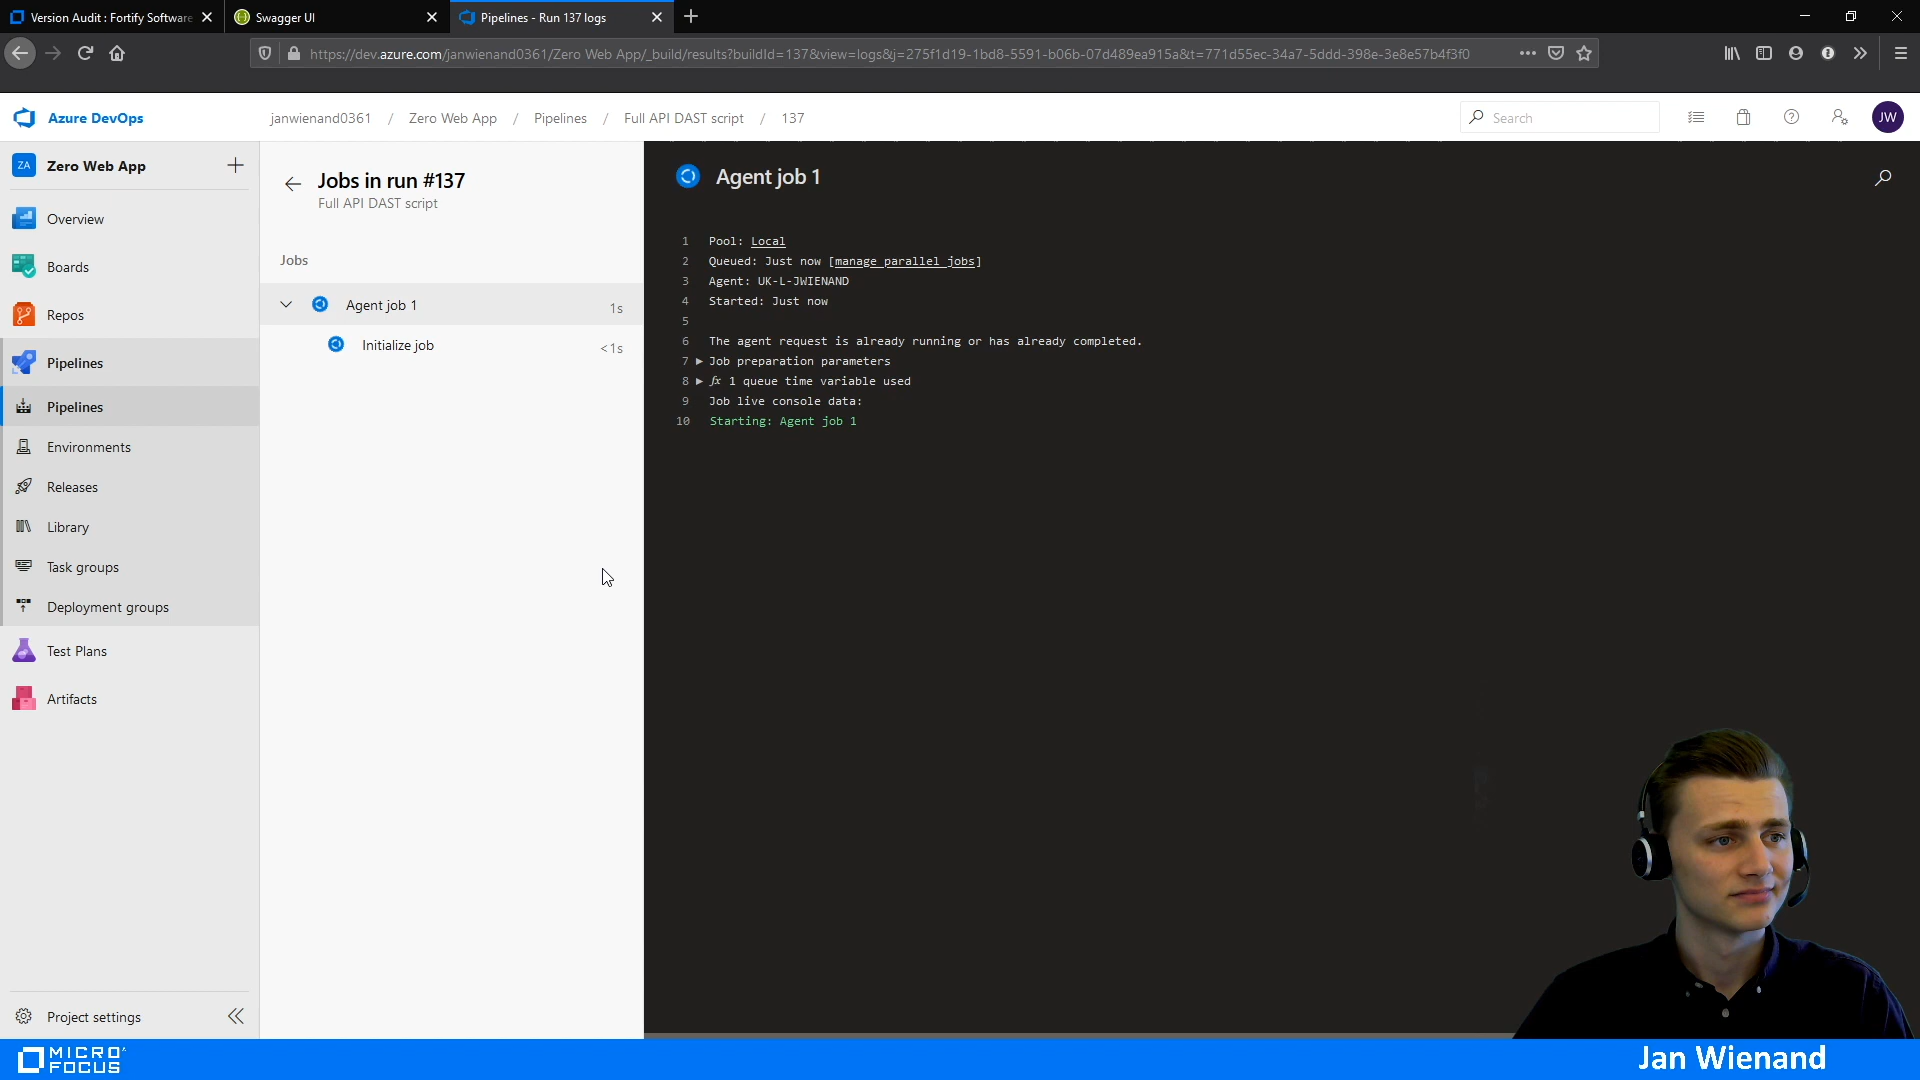 Version Audit : Fortify Software
Swagger UI
Pipelines - Run 137 logs
https://dev.azure.com/janwienand0361/Zero Web App/_build/results?buildId=137&view=logs&j=275f1d19-1bd8-5591-b06b-07d489ea915a&t=771d55ec-34a7-5ddd-398e-3e8e57b4f3f0
Azure DevOps
janwienand0361 / Zero Web App / Pipelines / Full API DAST script / 137
Search
JW
ZA
Zero Web App
Overview
Boards
Repos
Pipelines
Pipelines
Environments
Releases
Library
Task groups
Deployment groups
Test Plans
Artifacts
Project settings
Jobs in run #137
Full API DAST script
Jobs
Agent job 1 1s
Initialize job <1s
Agent job 1
1 Pool: Local
2 Queued: Just now [manage parallel jobs]
3 Agent: UK-L-JWIENAND
4 Started: Just now
5
6 The agent request is already running or has already completed.
7 Job preparation parameters
8 fx 1 queue time variable used
9 Job live console data:
10 Starting: Agent job 1
MICRO
FOCUS
Jan Wienand